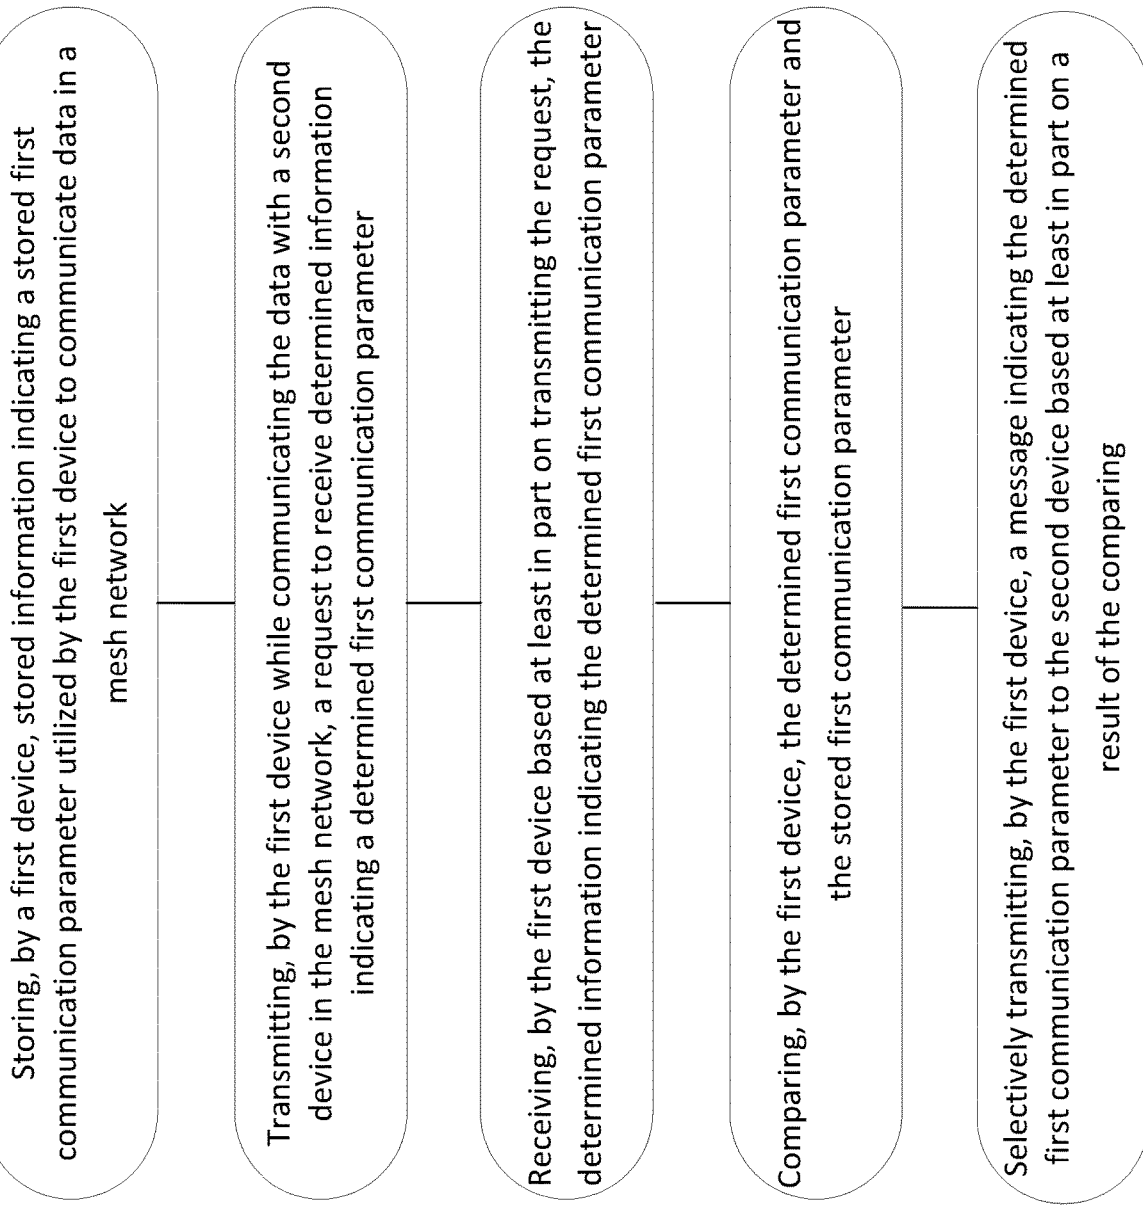 Storing, by a first device, stored information indicating a stored first
communication parameter utilized by the first device to communicate data in a
mesh network
Transmitting, by the first device while communicating the data with a second
device in the mesh network, a request to receive determined information
indicating a determined first communication parameter
Receiving, by the first device based at least in part on transmitting the request, the
determined information indicating the determined first communication parameter
Comparing, by the first device, the determined first communication parameter and
the stored first communication parameter
Selectively transmitting, by the first device, a message indicating the determined
first communication parameter to the second device based at least in part on a
result of the comparing